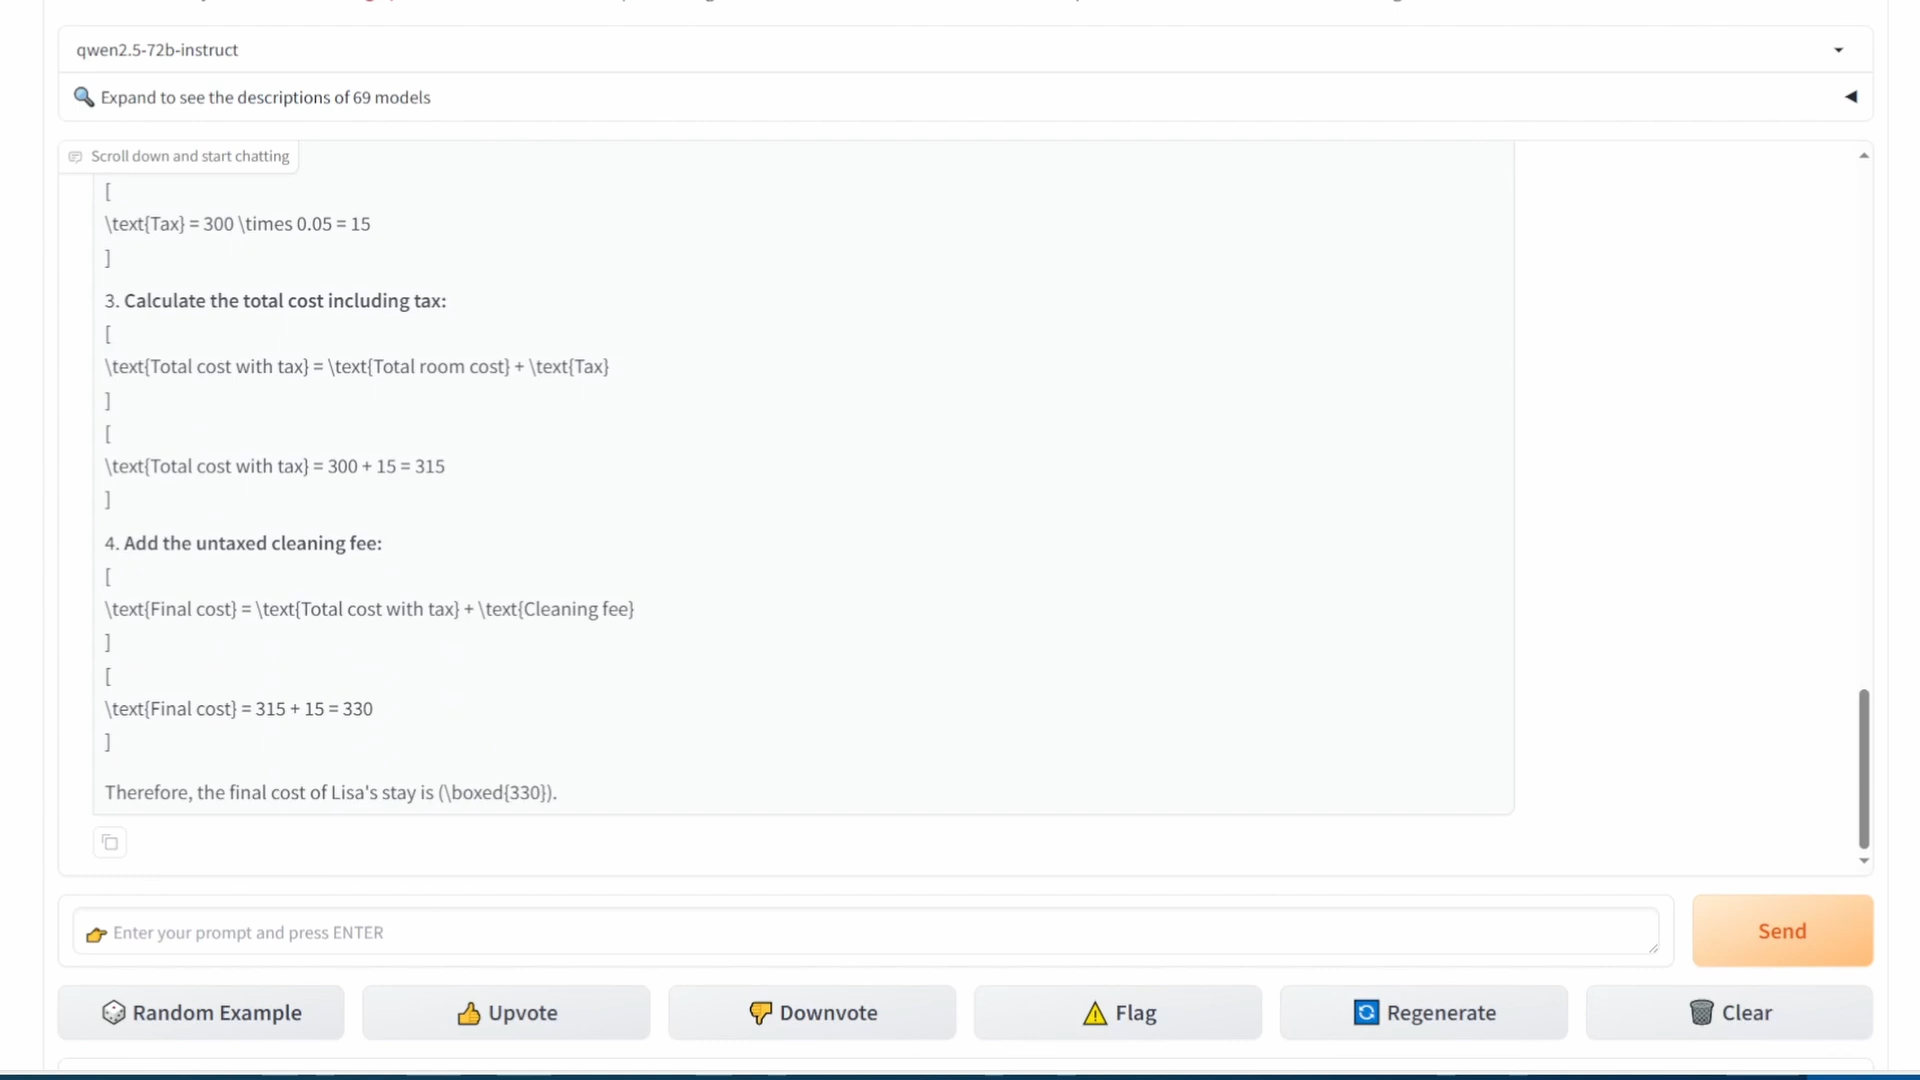 qwen2.5-72b-instruct
🔍 Expand to see the descriptions of 69 models
Scroll down and start chatting
[
\text{Tax} = 300 \times 0.05 = 15
]
3. Calculate the total cost including tax:
[
\text{Total cost with tax} = \text{Total room cost} + \text{Tax}
]
[
\text{Total cost with tax} = 300 + 15 = 315
]
4. Add the untaxed cleaning fee:
[
\text{Final cost} = \text{Total cost with tax} + \text{Cleaning fee}
]
[
\text{Final cost} = 315 + 15 = 330
]
Therefore, the final cost of Lisa's stay is (\boxed{330}).
👉 Enter your prompt and press ENTER
Send
🎲 Random Example
👍 Upvote
👎 Downvote
⚠️ Flag
🔄 Regenerate
🗑️ Clear